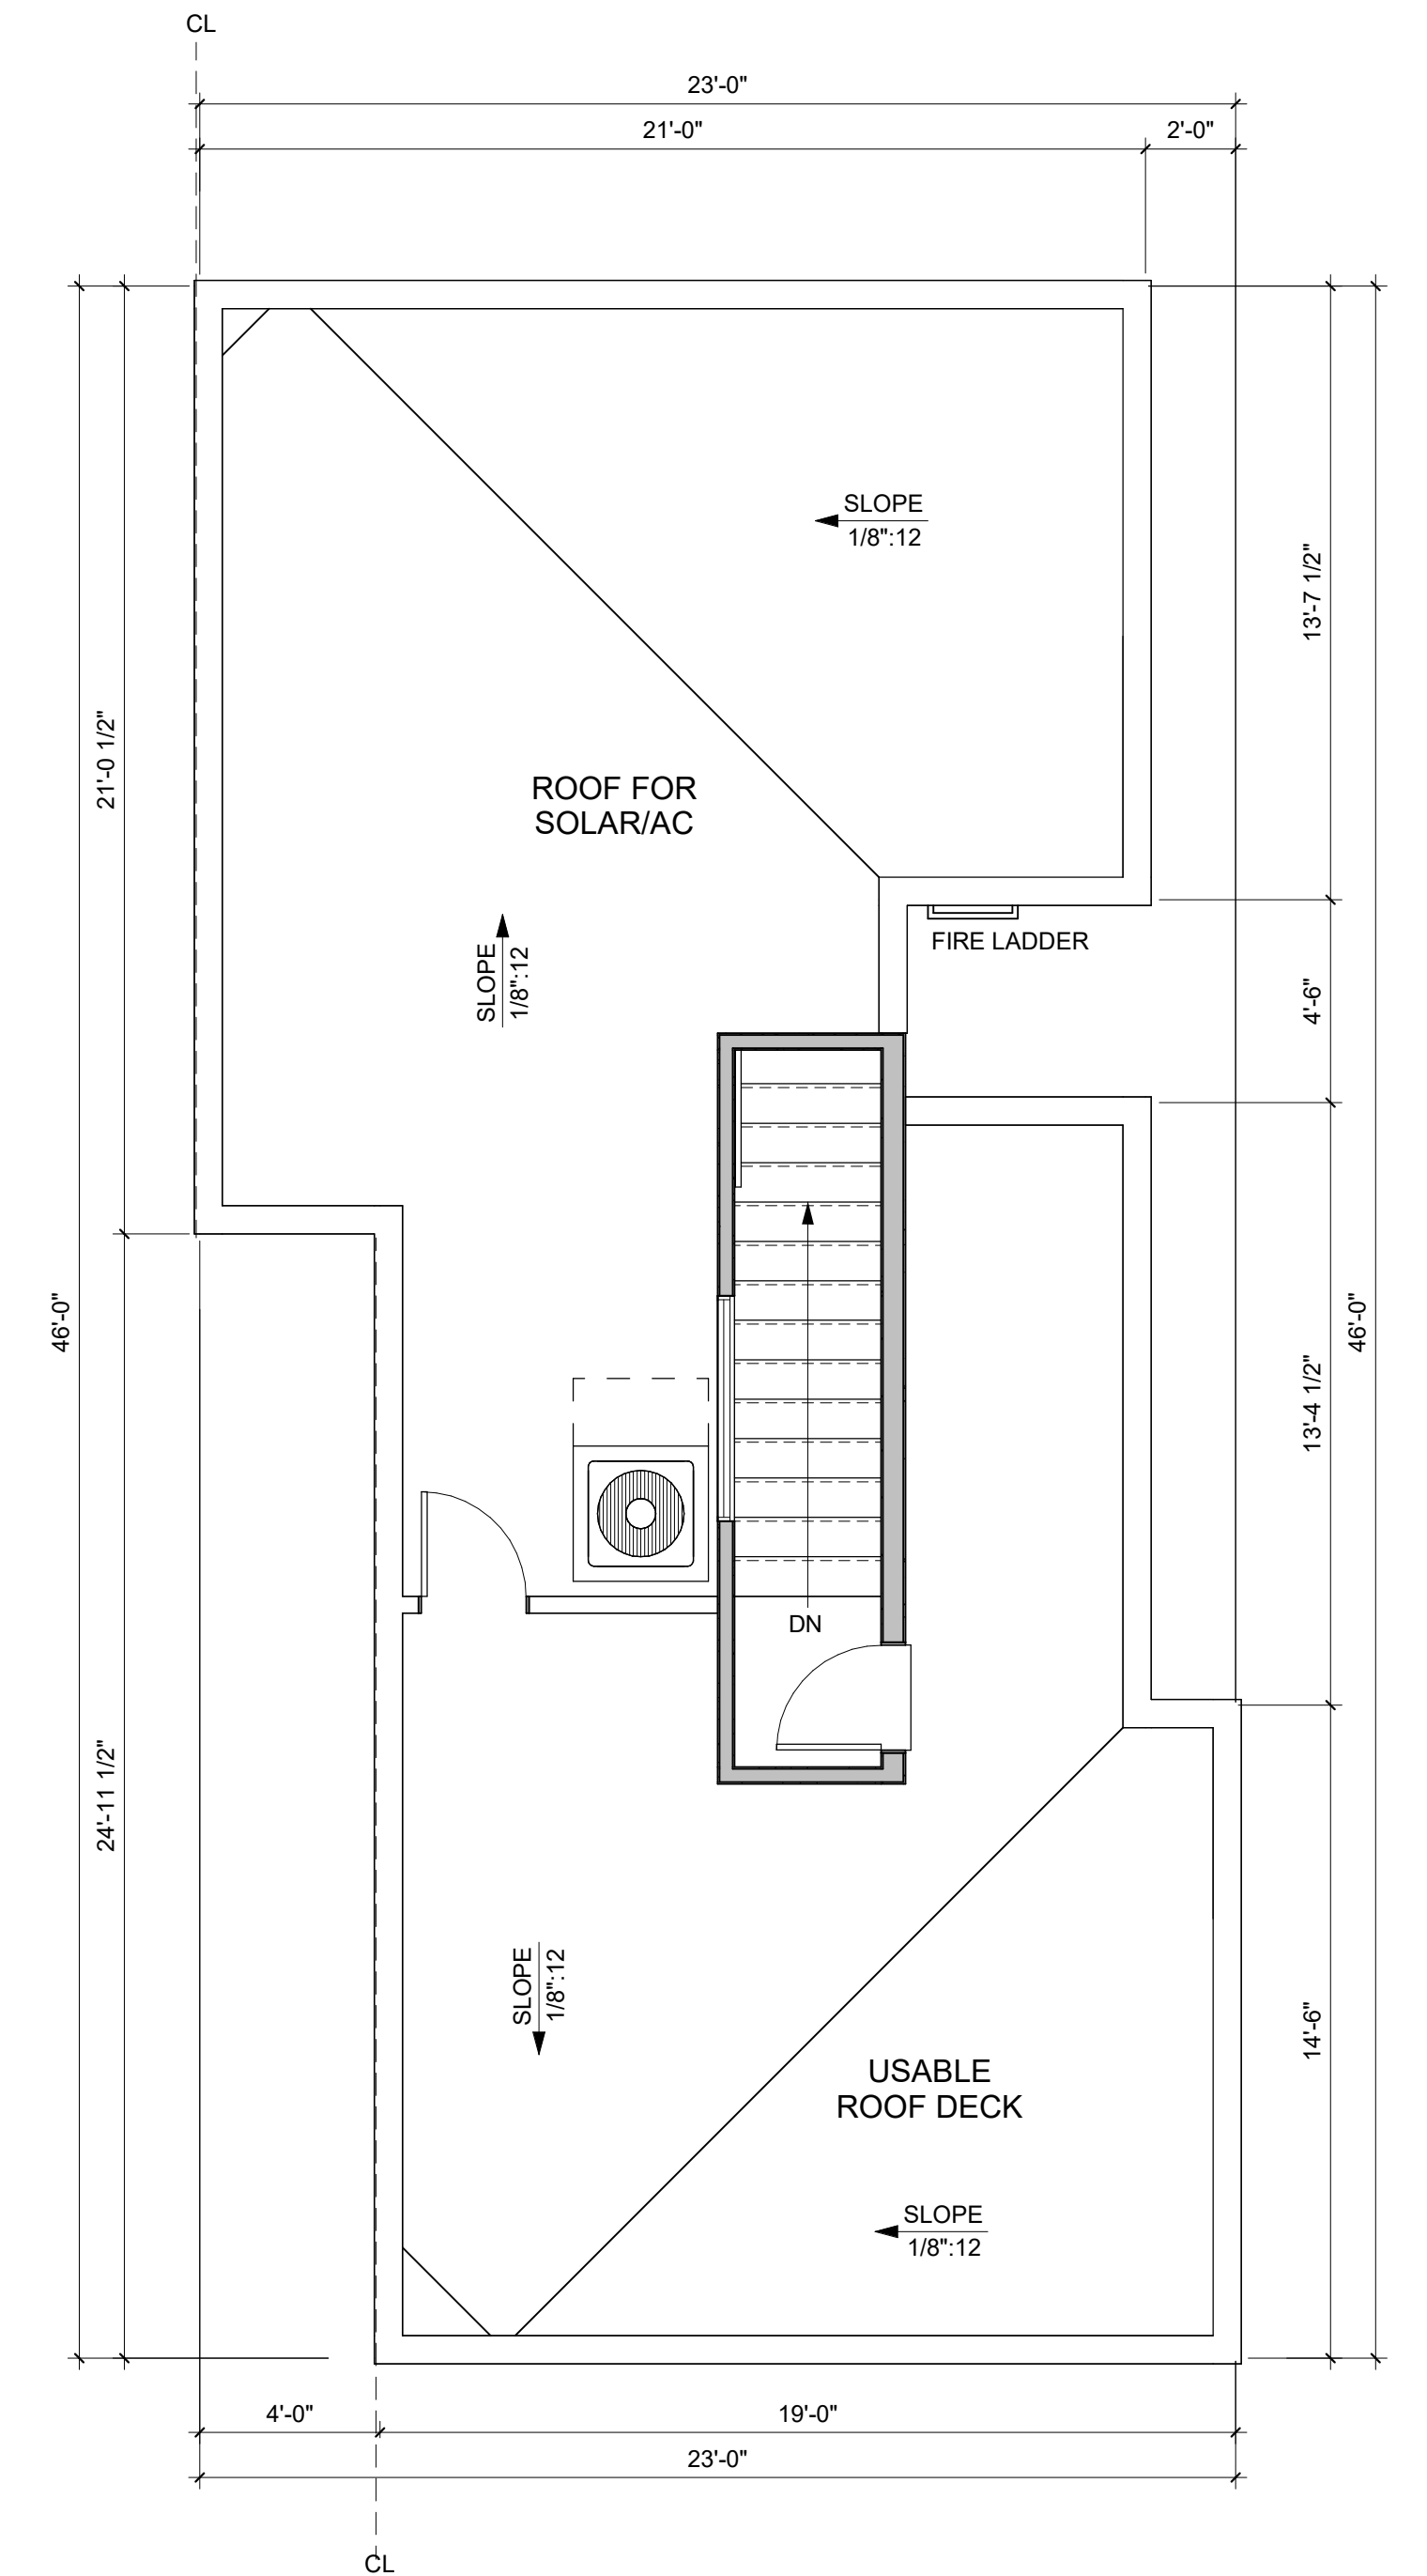 CL
23'-0"
21'-0"
2'-0"
SLOPE
1/8":12
13'-7 1/2"
21'-0 1/2"
ROOF FOR
SOLAR/AC
FIRE LADDER
SLOPE
1/8":12
4'-6"
46'-0"
46'-0"
13'-4 1/2"
DN
24'-11 1/2"
SLOPE
1/8":12
14'-6"
USABLE
ROOF DECK
SLOPE
1/8":12
4'-0"
19'-0"
23'-0"
CL